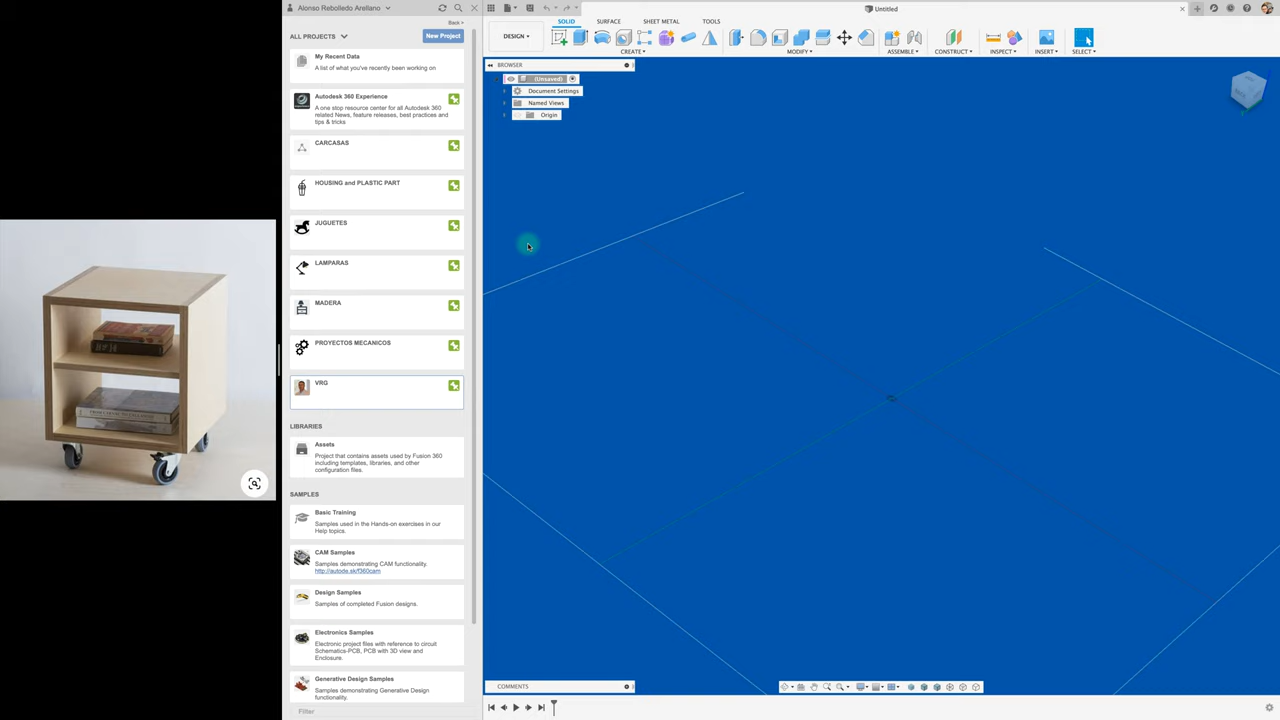 Alonso Rebolledo Arellano
Back >
ALL PROJECTS
New Project
My Recent Data
A list of what you've recently been working on
Autodesk 360 Experience
A one stop resource center for all Autodesk 360
related News, feature releases, best practices and
tips & tricks
CARCASAS
HOUSING and PLASTIC PART
JUGUETES
LAMPARAS
MADERA
PROYECTOS MECANICOS
VRG
LIBRARIES
Assets
Project that contains assets used by Fusion 360
including templates, libraries, and other
configuration files.
SAMPLES
Basic Training
Samples used in the Hands-on exercises in our
Help topics.
CAM Samples
Samples demonstrating CAM functionality.
http://autode.sk/f360cam
Design Samples
Samples of completed Fusion designs.
Electronics Samples
Electronic project files with reference to circuit
Schematics-PCB, PCB with 3D view and
Enclosure.
Generative Design Samples
Samples demonstrating Generative Design
functionality.
Filter
Untitled
SOLID
SURFACE
SHEET METAL
TOOLS
DESIGN
CREATE
MODIFY
ASSEMBLE
CONSTRUCT
INSPECT
INSERT
SELECT
BROWSER
(Unsaved)
Document Settings
Named Views
Origin
COMMENTS